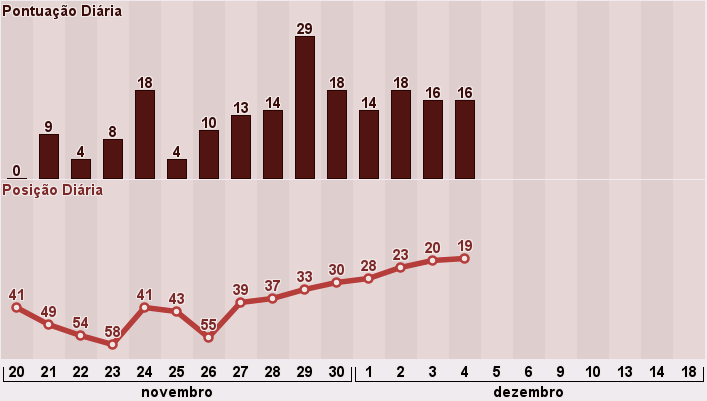 Pontuação Diária
0 9 4 8 18 4 10 13 14 29 18 14 18 16 16
Posição Diária
41 49 54 58 41 43 55 39 37 33 30 28 23 20 19
20 21 22 23 24 25 26 27 28 29 30 1 2 3 4 5 6 9 10 13 14 18
novembro dezembro